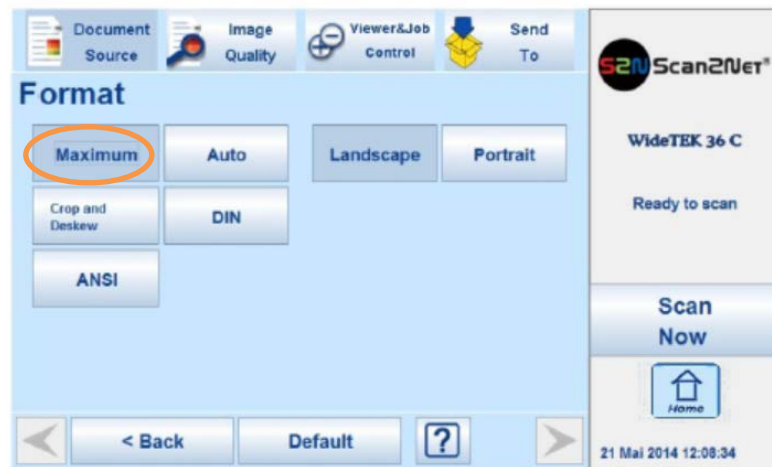 Document
Source
Image
Quality
Viewer&Job
Control
Send
To
Format
Maximum
Auto
Landscape
Portrait
Crop and
Deskew
DIN
ANSI
< Back
Default
?
S2N Scan2Net®
WideTEK 36 C
Ready to scan
Scan
Now
Home
21 Mai 2014 12:08:34